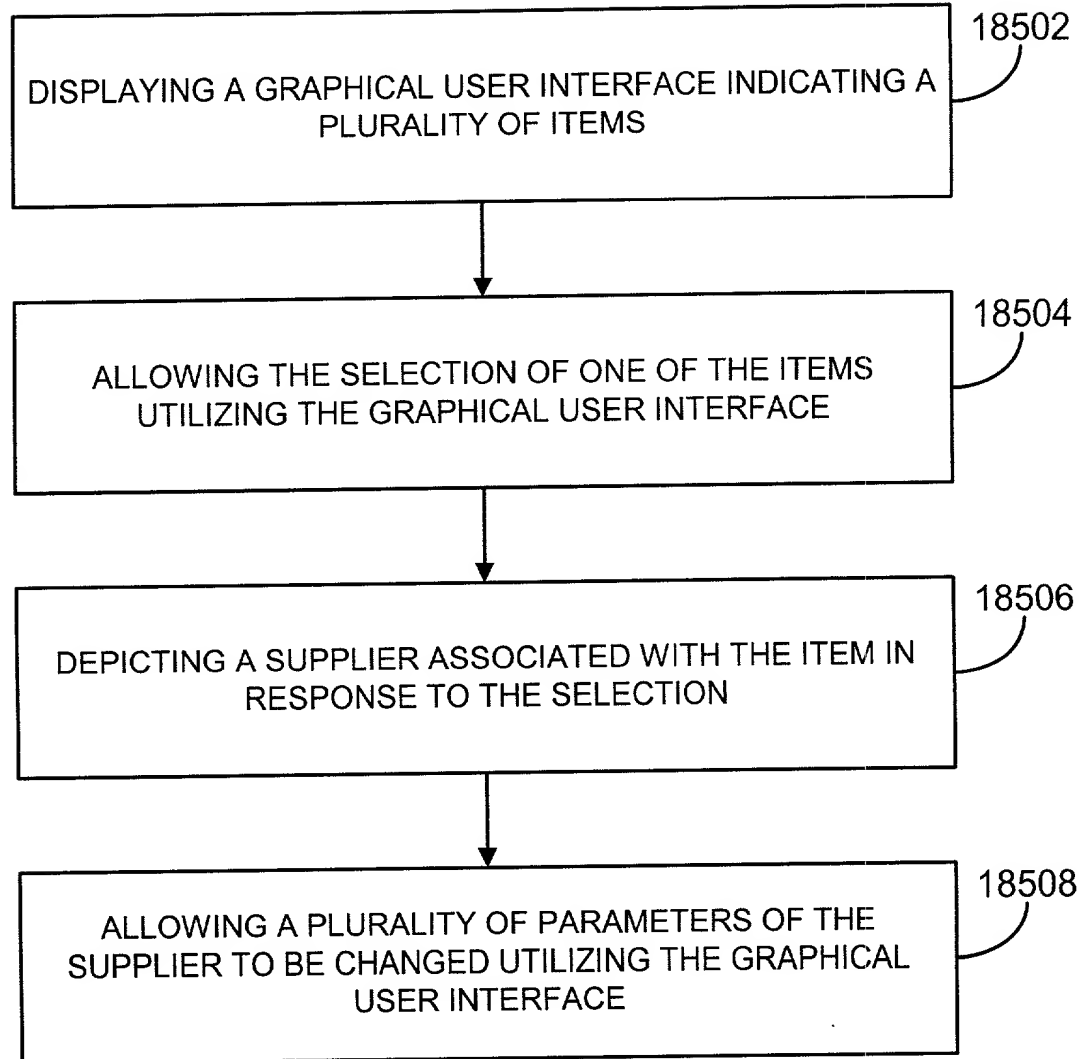 18502
DISPLAYING A GRAPHICAL USER INTERFACE INDICATING A
PLURALITY OF ITEMS
18504
ALLOWING THE SELECTION OF ONE OF THE ITEMS
UTILIZING THE GRAPHICAL USER INTERFACE
18506
DEPICTING A SUPPLIER ASSOCIATED WITH THE ITEM IN
RESPONSE TO THE SELECTION
18508
ALLOWING A PLURALITY OF PARAMETERS OF THE
SUPPLIER TO BE CHANGED UTILIZING THE GRAPHICAL
USER INTERFACE